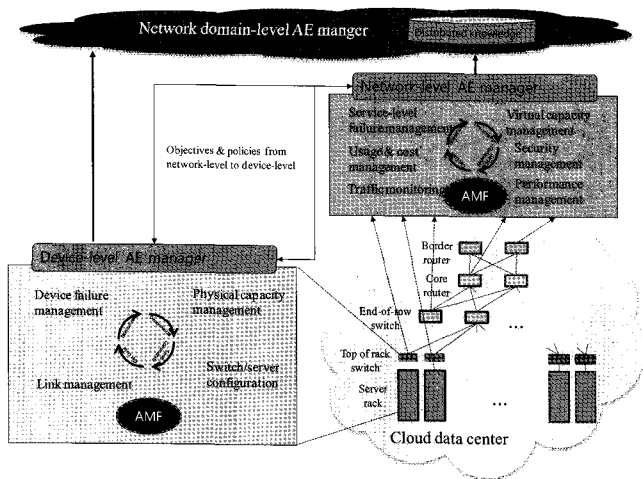 Network domain-level AE manger
Distributed knowledge
Network-level AE manager
Service-level
failure management
Virtual capacity
management
Usage & cost
management
Security
management
Traffic monitoring
AMF
Performance
management
Objectives & policies from
network-level to device-level
Device-level AE manager
Device failure
management
Physical capacity
management
Link management
Switch/server
configuration
AMF
Border
router
Core
router
End-of-row
switch
...
Top of rack
switch
Server
rack
...
Cloud data center